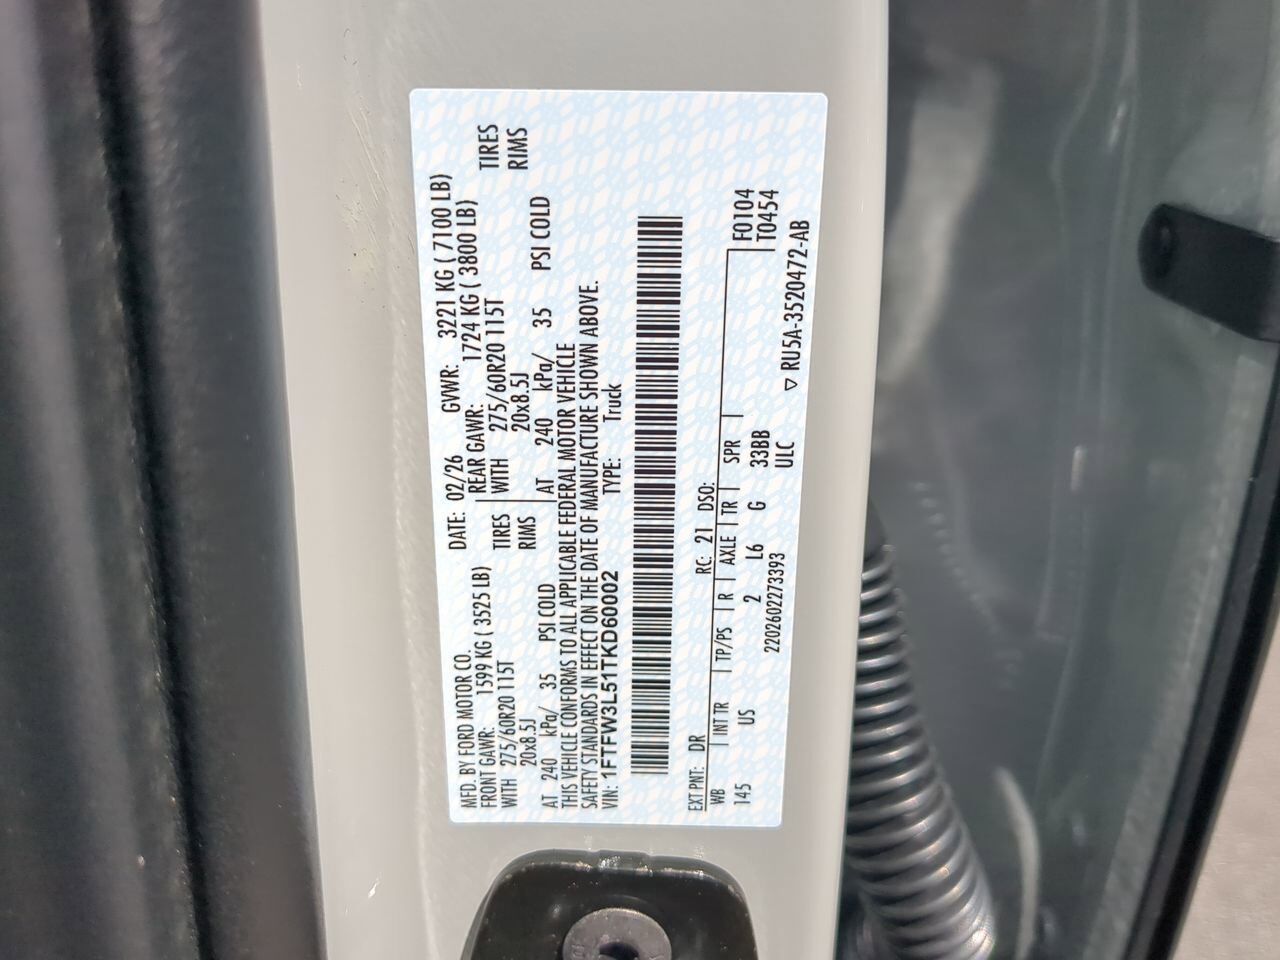 MFD. BY FORD MOTOR CO. DATE: 02/26 GVWR: 3221 KG ( 7100 LB)
FRONT GAWR: 1599 KG ( 3525 LB) REAR GAWR: 1724 KG ( 3800 LB)
WITH 275/60R20 115T TIRES WITH 275/60R20 115T TIRES
20x8.5J RIMS 20x8.5J RIMS
AT 240 kPa/ 35 PSI COLD AT 240 kPa/ 35 PSI COLD
THIS VEHICLE CONFORMS TO ALL APPLICABLE FEDERAL MOTOR VEHICLE
SAFETY STANDARDS IN EFFECT ON THE DATE OF MANUFACTURE SHOWN ABOVE.
VIN: 1FTFW3L51TKD60002 TYPE: Truck
EXT PNT: DR RC: 21 DSO:
WB INT TR TP/PS R AXLE TR SPR F0104
145 US 2 L6 G 33BB T0454
2202602273393 ULC
▽ RU5A-3520472-AB